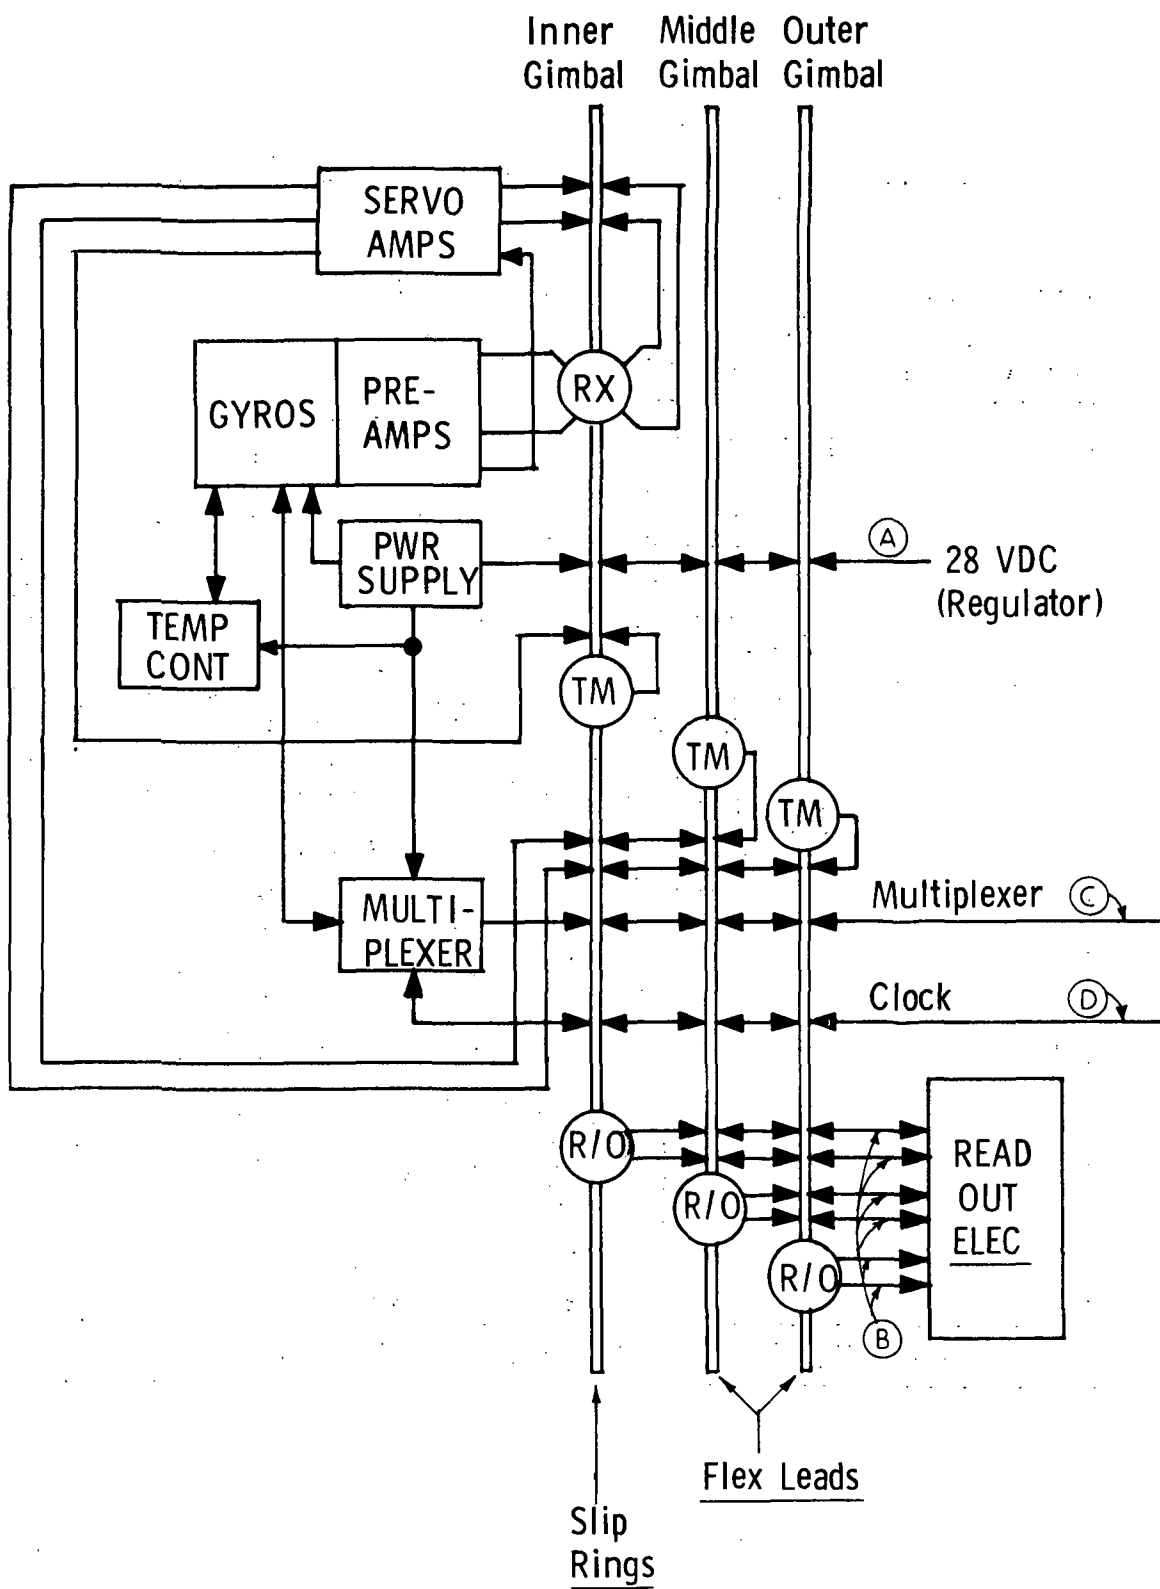 Inner
Gimbal
Middle
Gimbal
Outer
Gimbal
SERVO
AMPS
GYROS
PRE-
AMPS
RX
PWR
SUPPLY
A
28 VDC
(Regulator)
TEMP
CONT
TM
TM
TM
MULTI-
PLEXER
Multiplexer
C
Clock
D
R/O
R/O
R/O
READ
OUT
ELEC
B
Flex Leads
Slip
Rings